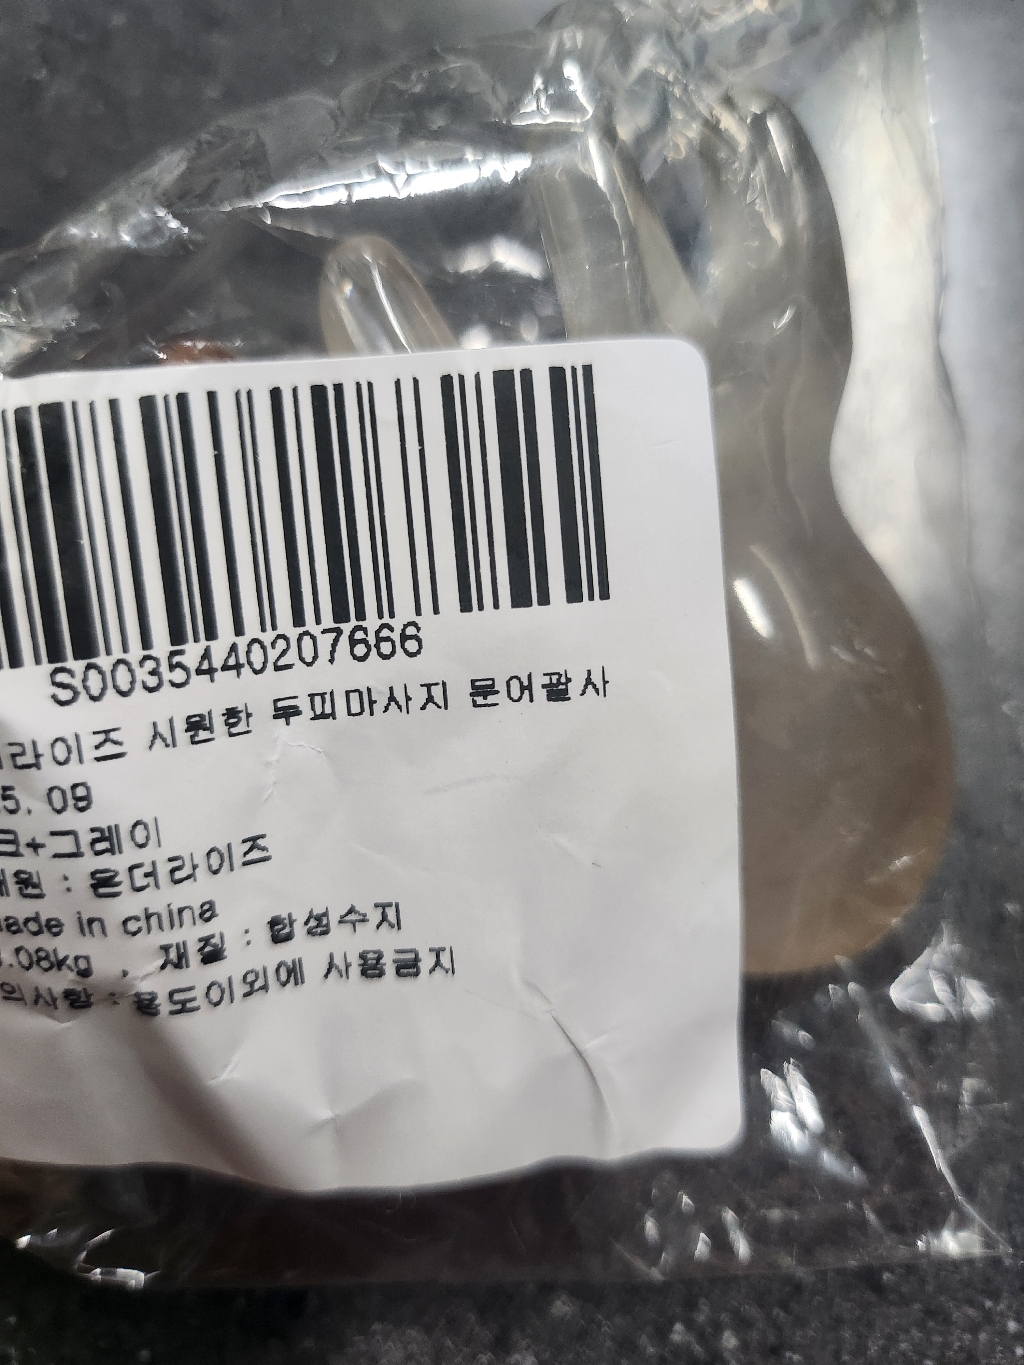 S0035440207666
라이즈 시원한 두피마사지 문어괄사
5. 09
크+그레이
원 : 온더라이즈
made in china
.08kg , 재질 : 합성수지
의사항 : 용도이외에 사용금지